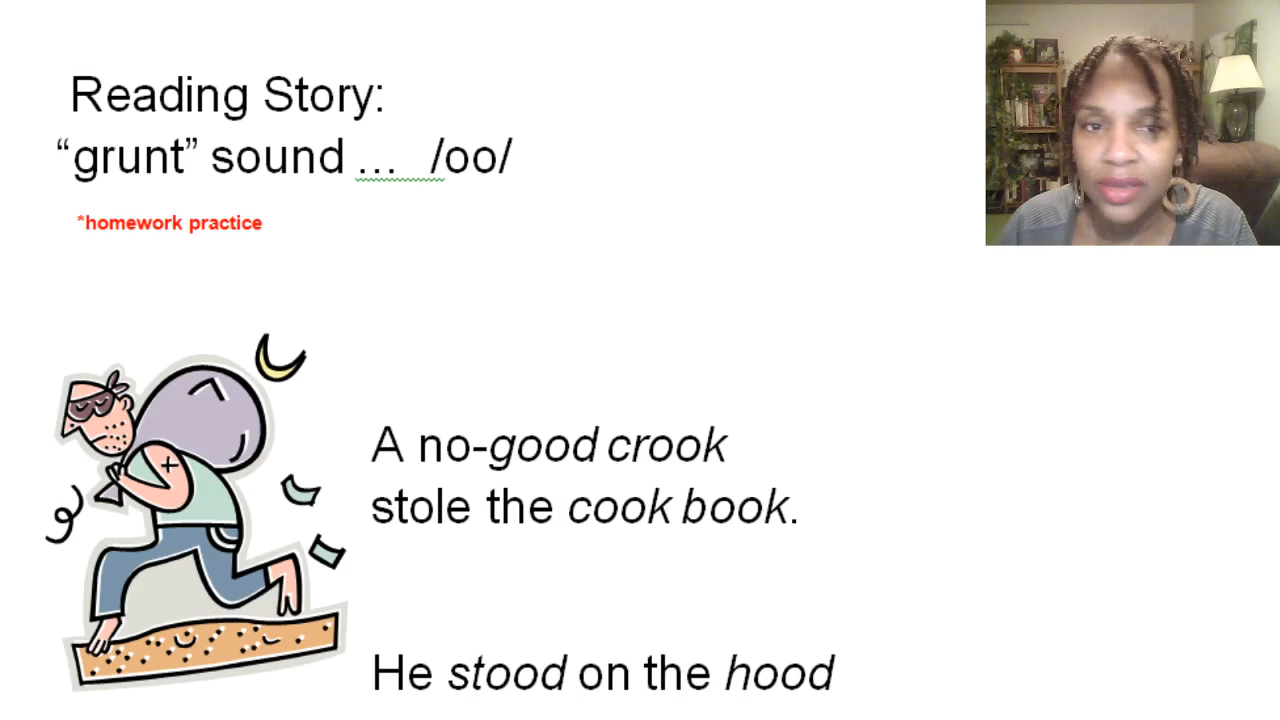 Reading Story:
“grunt” sound ... /oo/
*homework practice
A no-good crook
stole the cook book.
He stood on the hood